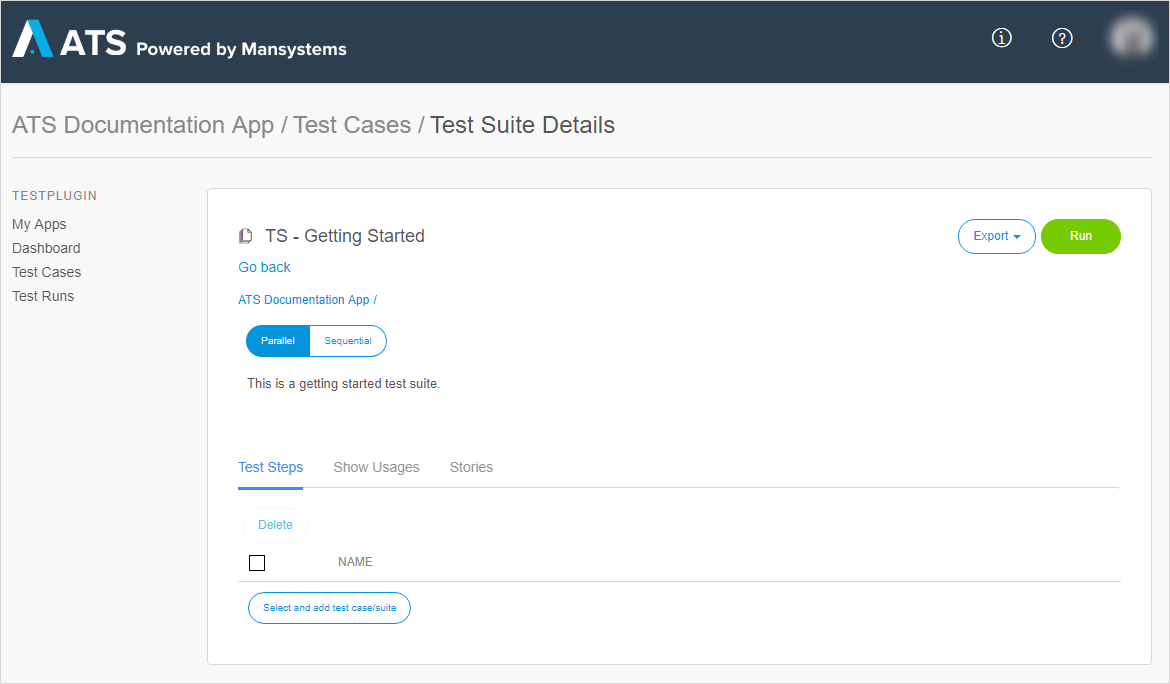 ATS Powered by Mansystems
ATS Documentation App / Test Cases / Test Suite Details
TESTPLUGIN
My Apps
Dashboard
Test Cases
Test Runs
TS - Getting Started
Export
Run
Go back
ATS Documentation App /
Parallel
Sequential
This is a getting started test suite.
Test Steps
Show Usages
Stories
Delete
NAME
Select and add test case/suite